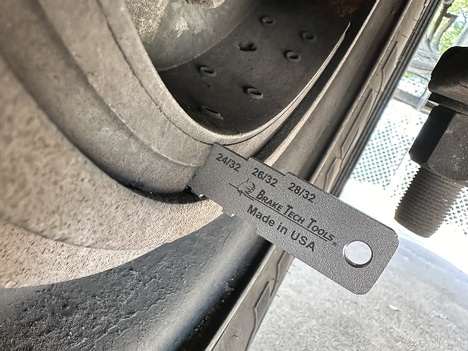 24/32 26/32 28/32
BRAKE TECH TOOLS
Made in USA